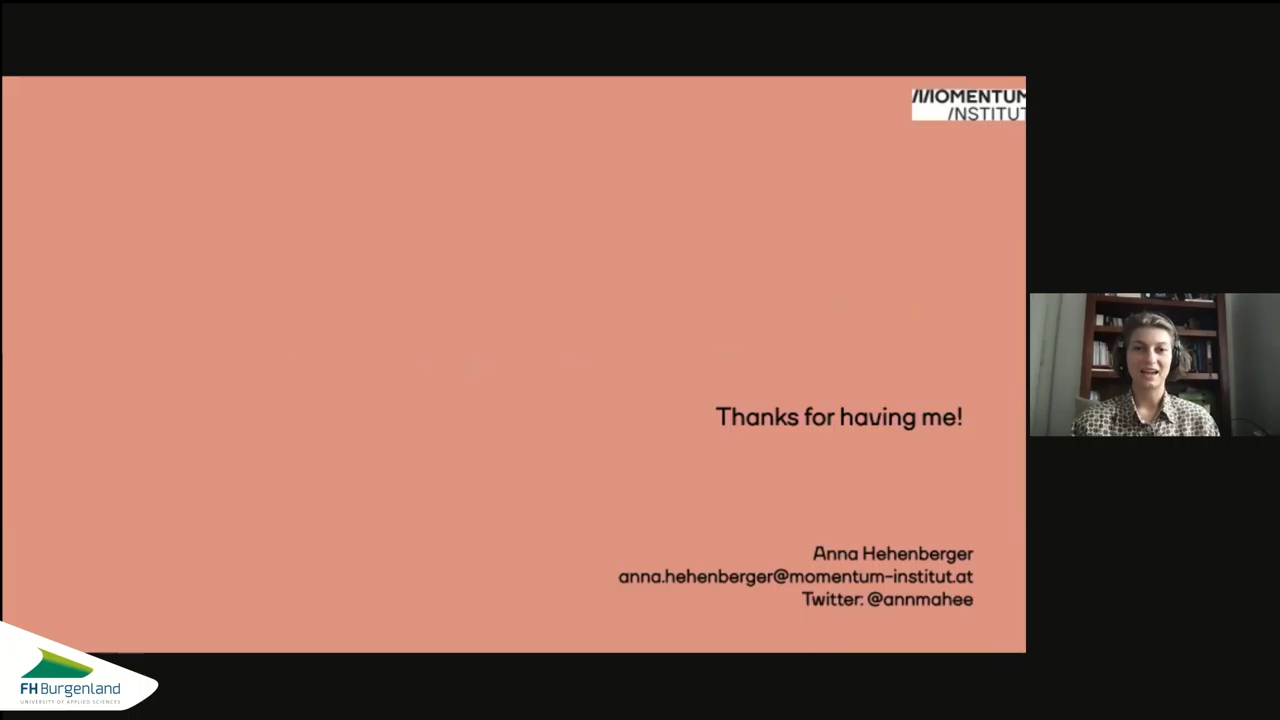 MOMENTUM
INSTITUT
Thanks for having me!
Anna Hehenberger
anna.hehenberger@momentum-institut.at
Twitter: @annmahee
FH Burgenland
UNIVERSITY OF APPLIED SCIENCES